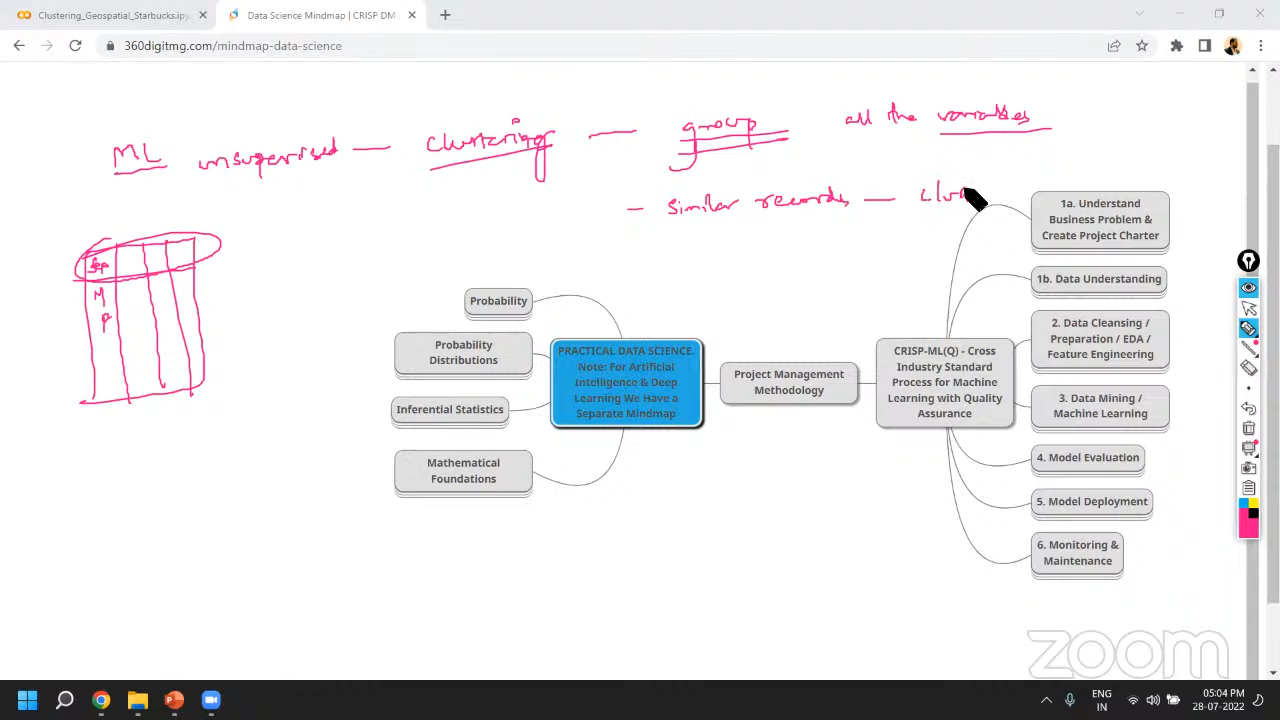 Clustering_Geospatial_Starbucks.ipy
Data Science Mindmap | CRISP DM
360digitmg.com/mindmap-data-science
ML unsupervised — clustering — group all the variables
- similar records — clu
M
P
1a. Understand
Business Problem &
Create Project Charter
1b. Data Understanding
2. Data Cleansing /
Preparation / EDA /
Feature Engineering
3. Data Mining /
Machine Learning
4. Model Evaluation
5. Model Deployment
6. Monitoring &
Maintenance
CRISP-ML(Q) - Cross
Industry Standard
Process for Machine
Learning with Quality
Assurance
Project Management
Methodology
PRACTICAL DATA SCIENCE.
Note: For Artificial
Intelligence & Deep
Learning We Have a
Separate Mindmap
Probability
Probability
Distributions
Inferential Statistics
Mathematical
Foundations
zoom
ENG
IN
05:04 PM
28-07-2022